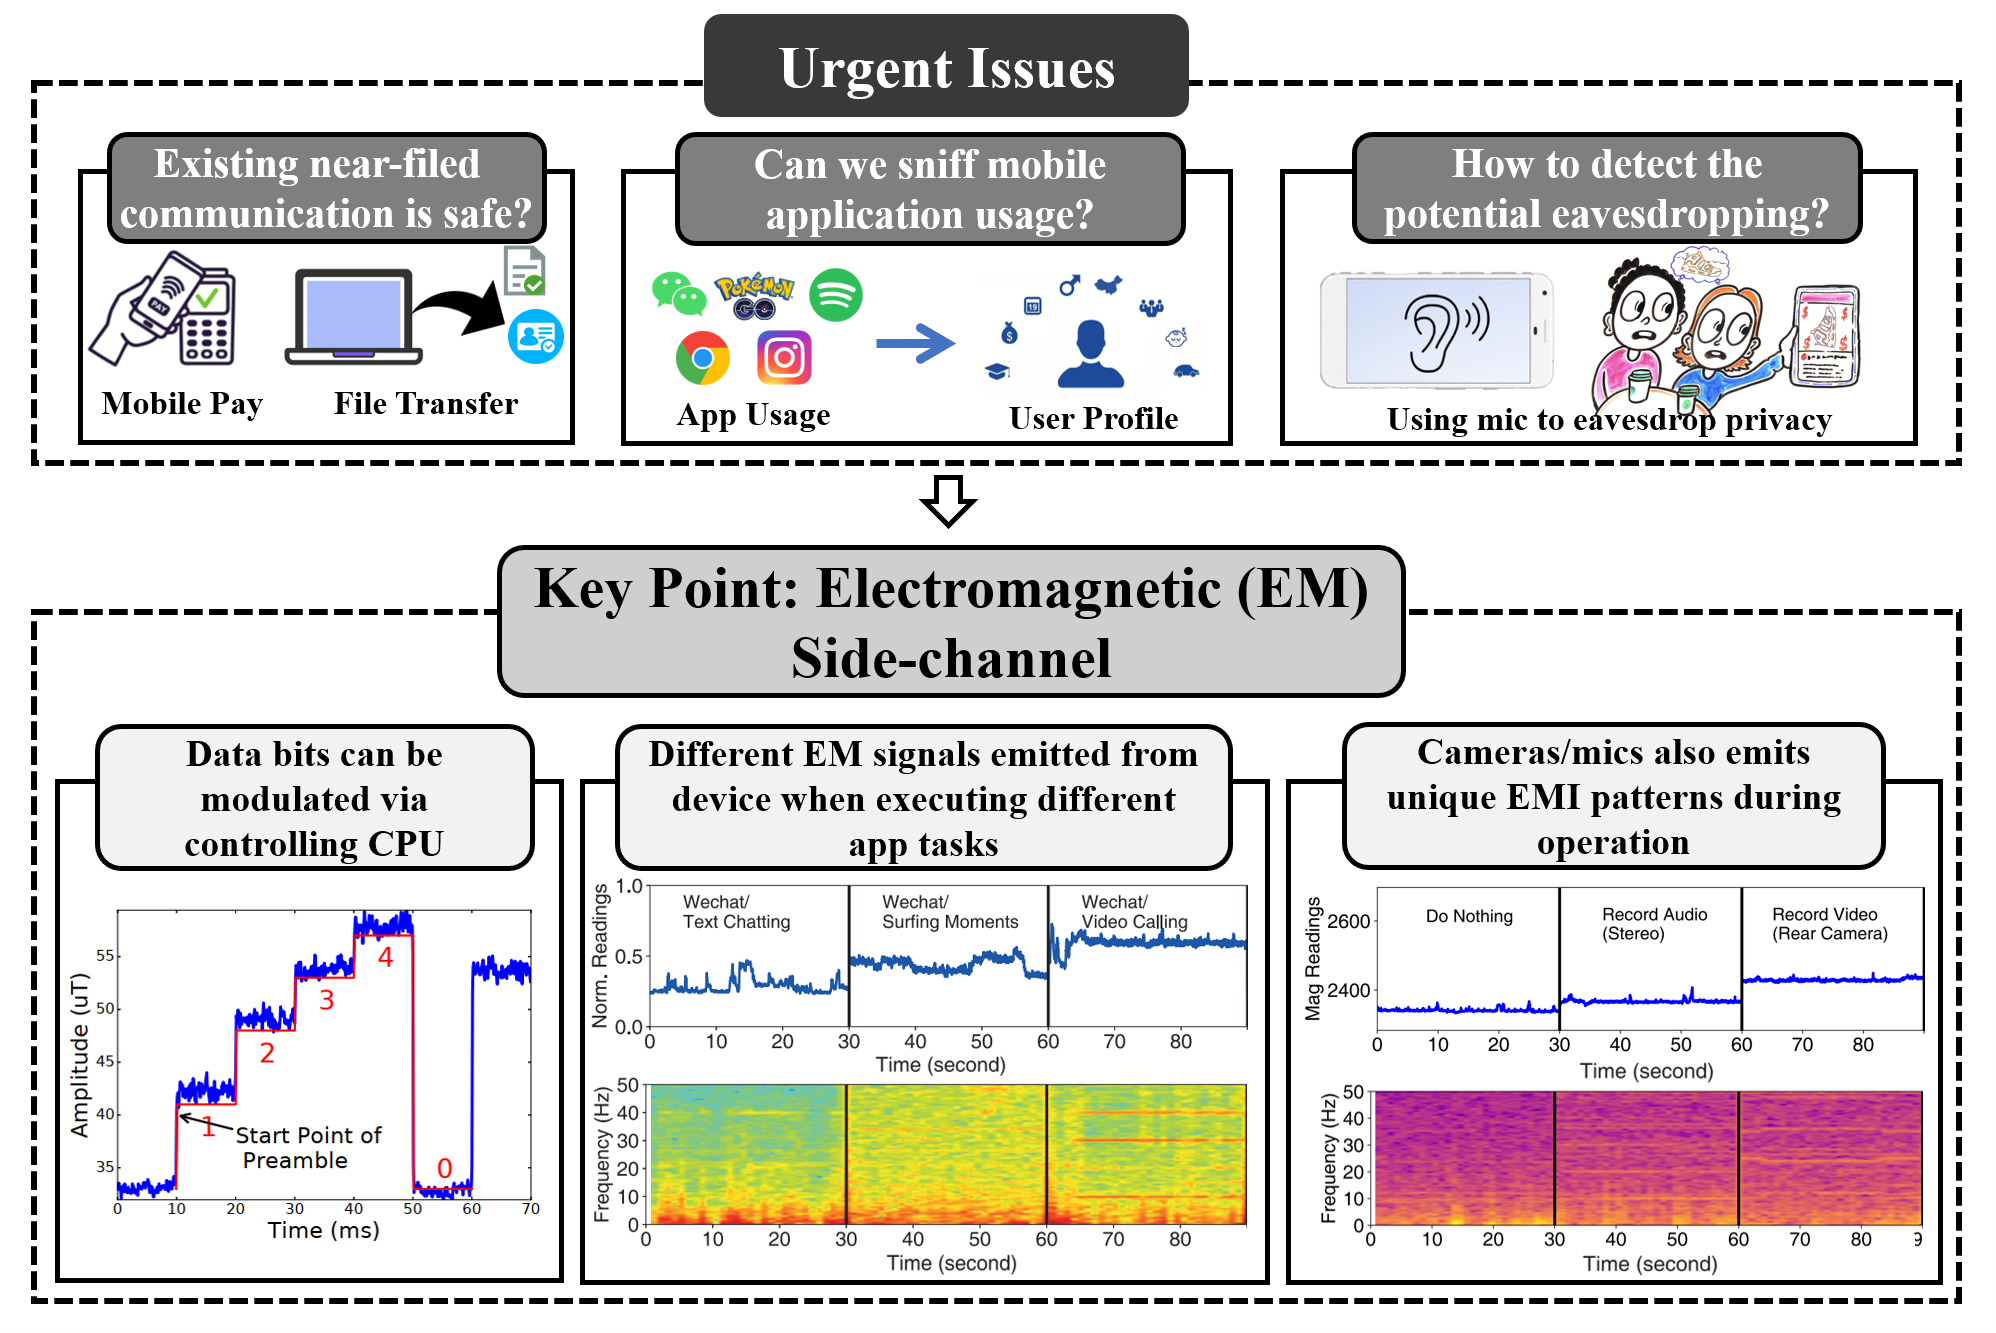 Urgent Issues
Existing near-filed
communication is safe?
Can we sniff mobile
application usage?
How to detect the
potential eavesdropping?
PAY
POKÉMON
GO
19
$
$
$
$
$
Mobile Pay
File Transfer
App Usage
User Profile
Using mic to eavesdrop privacy
Key Point: Electromagnetic (EM)
Side-channel
Data bits can be
modulated via
controlling CPU
Different EM signals emitted from
device when executing different
app tasks
Cameras/mics also emits
unique EMI patterns during
operation
Amplitude (uT)
55
50
45
40
35
1
2
3
4
0
Start Point of
Preamble
0 10 20 30 40 50 60 70
Time (ms)
Norm. Readings
1.0
0.5
0.0
Wechat/
Text Chatting
Wechat/
Surfing Moments
Wechat/
Video Calling
0 10 20 30 40 50 60 70 80
Time (second)
Frequency (Hz)
50
40
30
20
10
0
0 10 20 30 40 50 60 70 80
Time (second)
Mag Readings
2600
2400
Do Nothing
Record Audio
(Stereo)
Record Video
(Rear Camera)
0 10 20 30 40 50 60 70 80
Time (second)
Frequency (Hz)
50
40
30
20
10
0
0 10 20 30 40 50 60 70 80 9
Time (second)